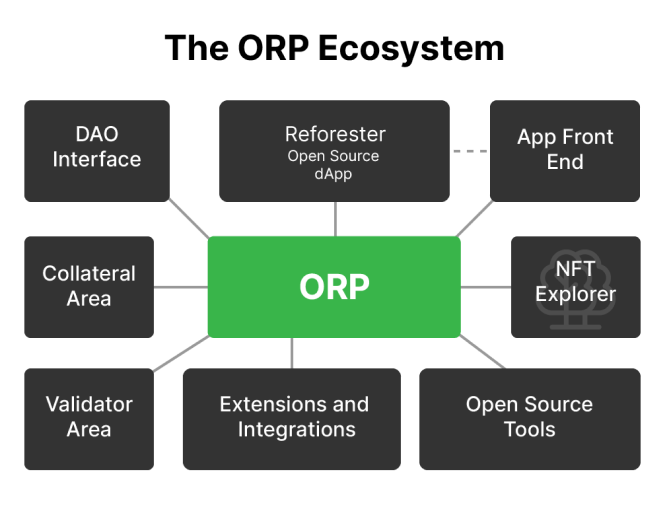 The ORP Ecosystem
DAO
Interface
Reforester
Open Source
dApp
App Front
End
Collateral
Area
ORP
NFT
Explorer
Validator
Area
Extensions and
Integrations
Open Source
Tools